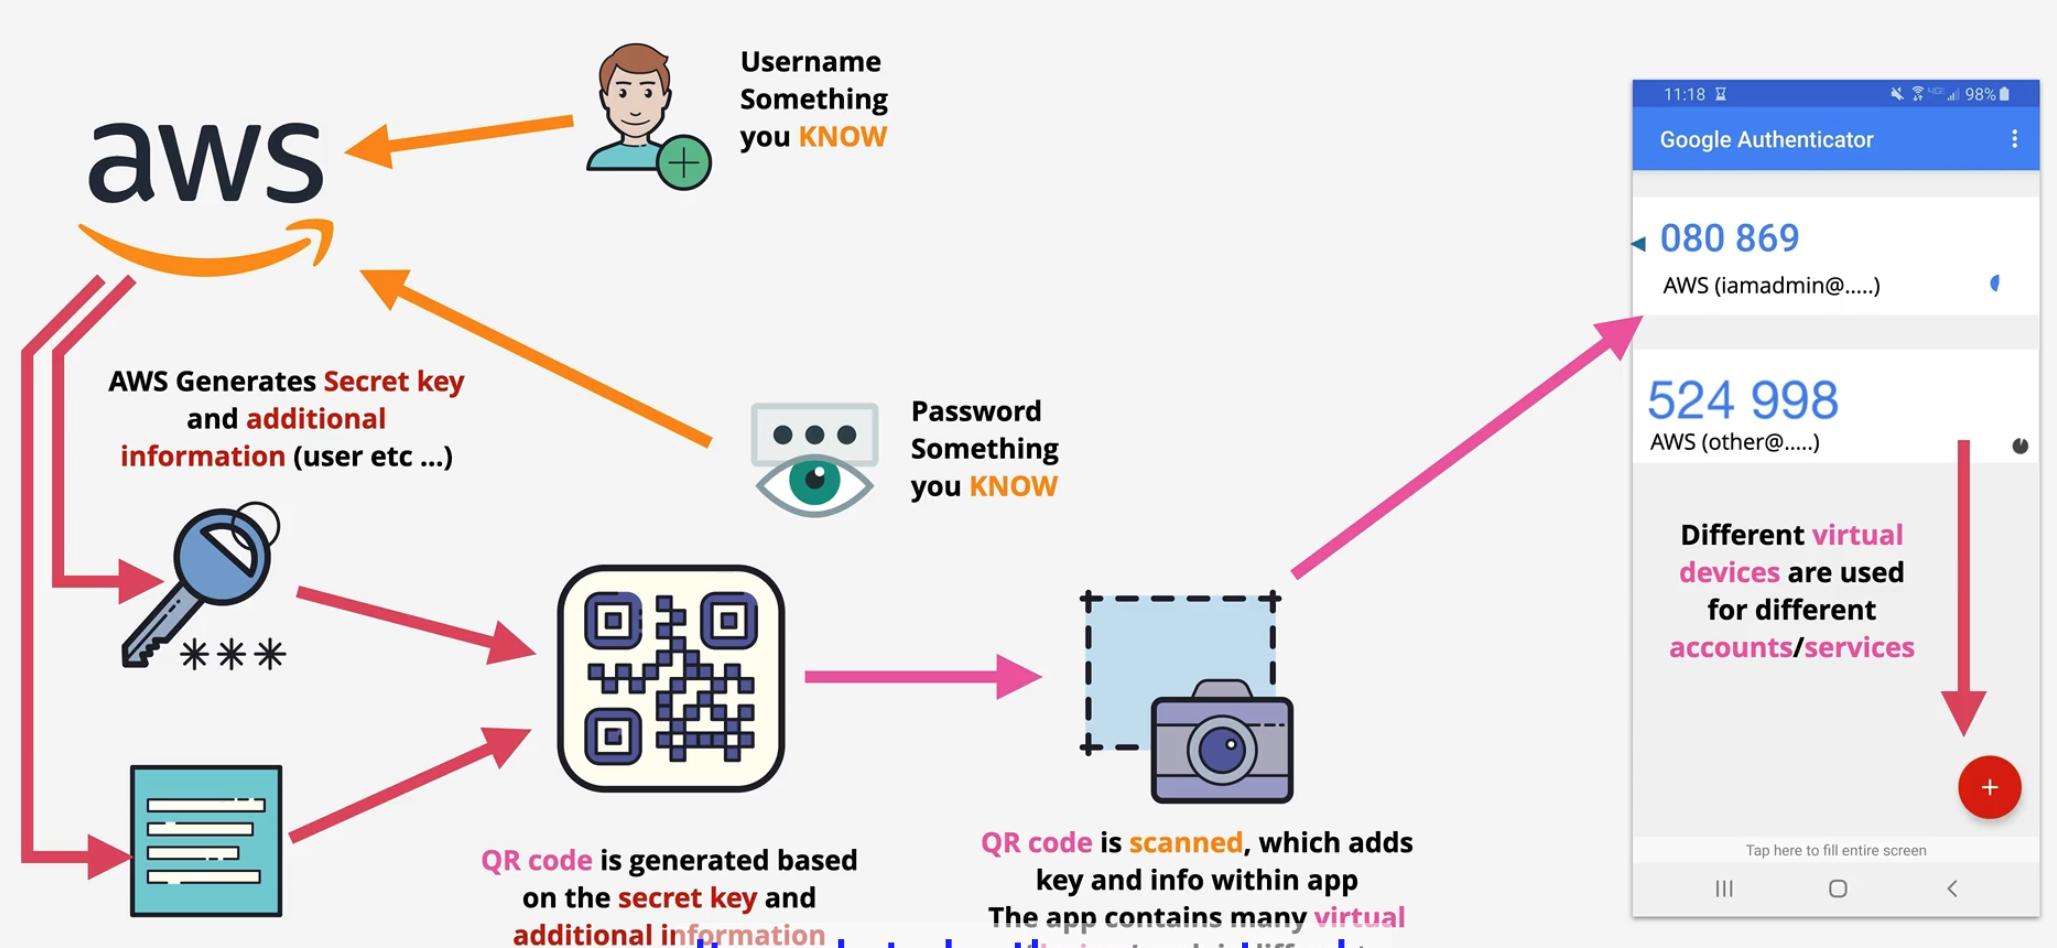 aws
Username
Something
you KNOW
AWS Generates Secret key
and additional
information (user etc ...)
Password
Something
you KNOW
QR code is generated based
on the secret key and
additional information
QR code is scanned, which adds
key and info within app
The app contains many virtual
11:18
98%
Google Authenticator
080 869
AWS (iamadmin@.....)
524 998
AWS (other@.....)
Different virtual
devices are used
for different
accounts/services
+
Tap here to fill entire screen